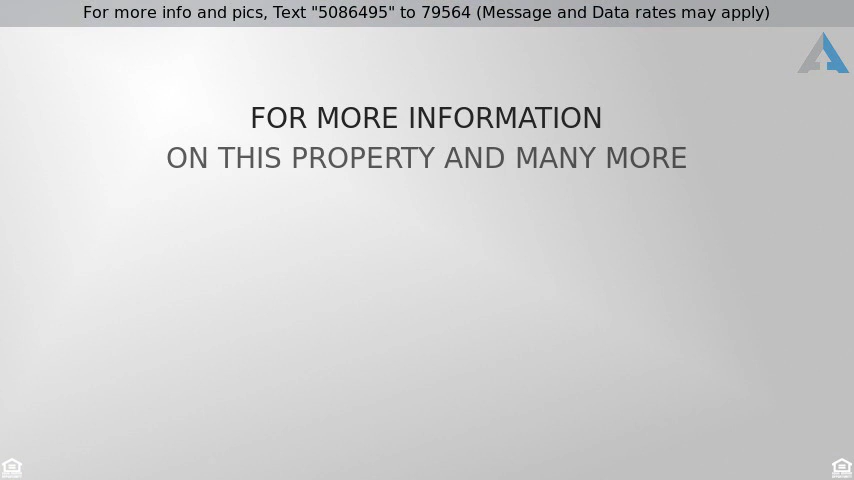 For more info and pics, Text "5086495" to 79564 (Message and Data rates may apply)
FOR MORE INFORMATION
ON THIS PROPERTY AND MANY MORE